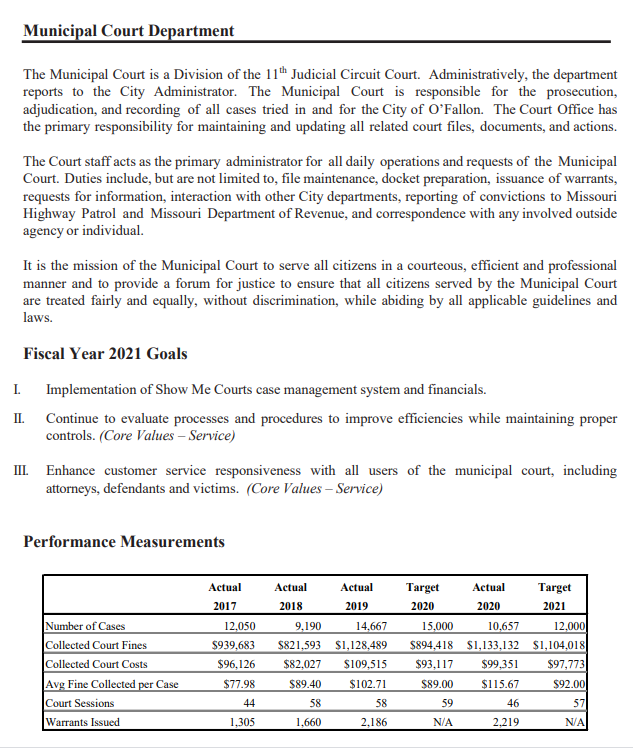 Municipal Court Department
The Municipal Court is a Division of the 11th Judicial Circuit Court. Administratively, the department
reports to the City Administrator. The Municipal Court is responsible for the prosecution,
adjudication, and recording of all cases tried in and for the City of O'Fallon. The Court Office has
the primary responsibility for maintaining and updating all related court files, documents, and actions.
The Court staff acts as the primary administrator for all daily operations and requests of the Municipal
Court. Duties include, but are not limited to, file maintenance, docket preparation, issuance of warrants,
requests for information, interaction with other City departments, reporting of convictions to Missouri
Highway Patrol and Missouri Department of Revenue, and correspondence with any involved outside
agency or individual.
It is the mission of the Municipal Court to serve all citizens in a courteous, efficient and professional
manner and to provide a forum for justice to ensure that all citizens served by the Municipal Court
are treated fairly and equally, without discrimination, while abiding by all applicable guidelines and
laws.
Fiscal Year 2021 Goals
I. Implementation of Show Me Courts case management system and financials.
II. Continue to evaluate processes and procedures to improve efficiencies while maintaining proper
controls. (Core Values – Service)
III. Enhance customer service responsiveness with all users of the municipal court, including
attorneys, defendants and victims. (Core Values – Service)
Performance Measurements
Actual Actual Actual Target Actual Target
2017 2018 2019 2020 2020 2021
Number of Cases 12,050 9,190 14,667 15,000 10,657 12,000
Collected Court Fines $939,683 $821,593 $1,128,489 $894,418 $1,133,132 $1,104,018
Collected Court Costs $96,126 $82,027 $109,515 $93,117 $99,351 $97,773
Avg Fine Collected per Case $77.98 $89.40 $102.71 $89.00 $115.67 $92.00
Court Sessions 44 58 58 59 46 57
Warrants Issued 1,305 1,660 2,186 N/A 2,219 N/A